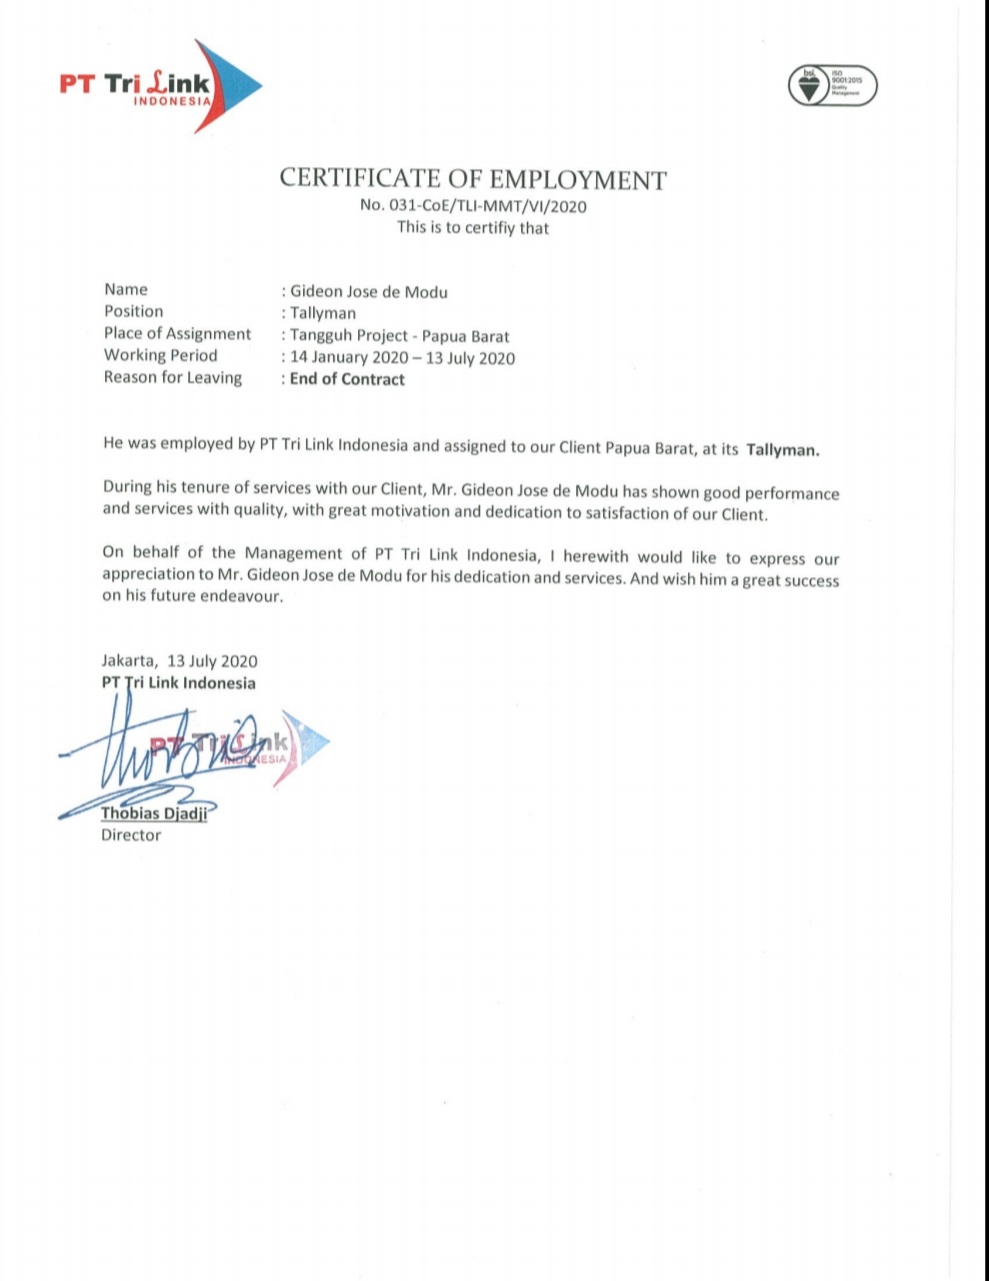 PT Tri Link
INDONESIA
bsi.
ISO
9001:2015
Quality
Management
CERTIFICATE OF EMPLOYMENT
No. 031-CoE/TLI-MMT/VI/2020
This is to certifiy that
Name : Gideon Jose de Modu
Position : Tallyman
Place of Assignment : Tangguh Project - Papua Barat
Working Period : 14 January 2020 – 13 July 2020
Reason for Leaving : End of Contract
He was employed by PT Tri Link Indonesia and assigned to our Client Papua Barat, at its Tallyman.
During his tenure of services with our Client, Mr. Gideon Jose de Modu has shown good performance
and services with quality, with great motivation and dedication to satisfaction of our Client.
On behalf of the Management of PT Tri Link Indonesia, I herewith would like to express our
appreciation to Mr. Gideon Jose de Modu for his dedication and services. And wish him a great success
on his future endeavour.
Jakarta, 13 July 2020
PT Tri Link Indonesia
PT Tri Link
INDONESIA
Thobias Djadji
Director